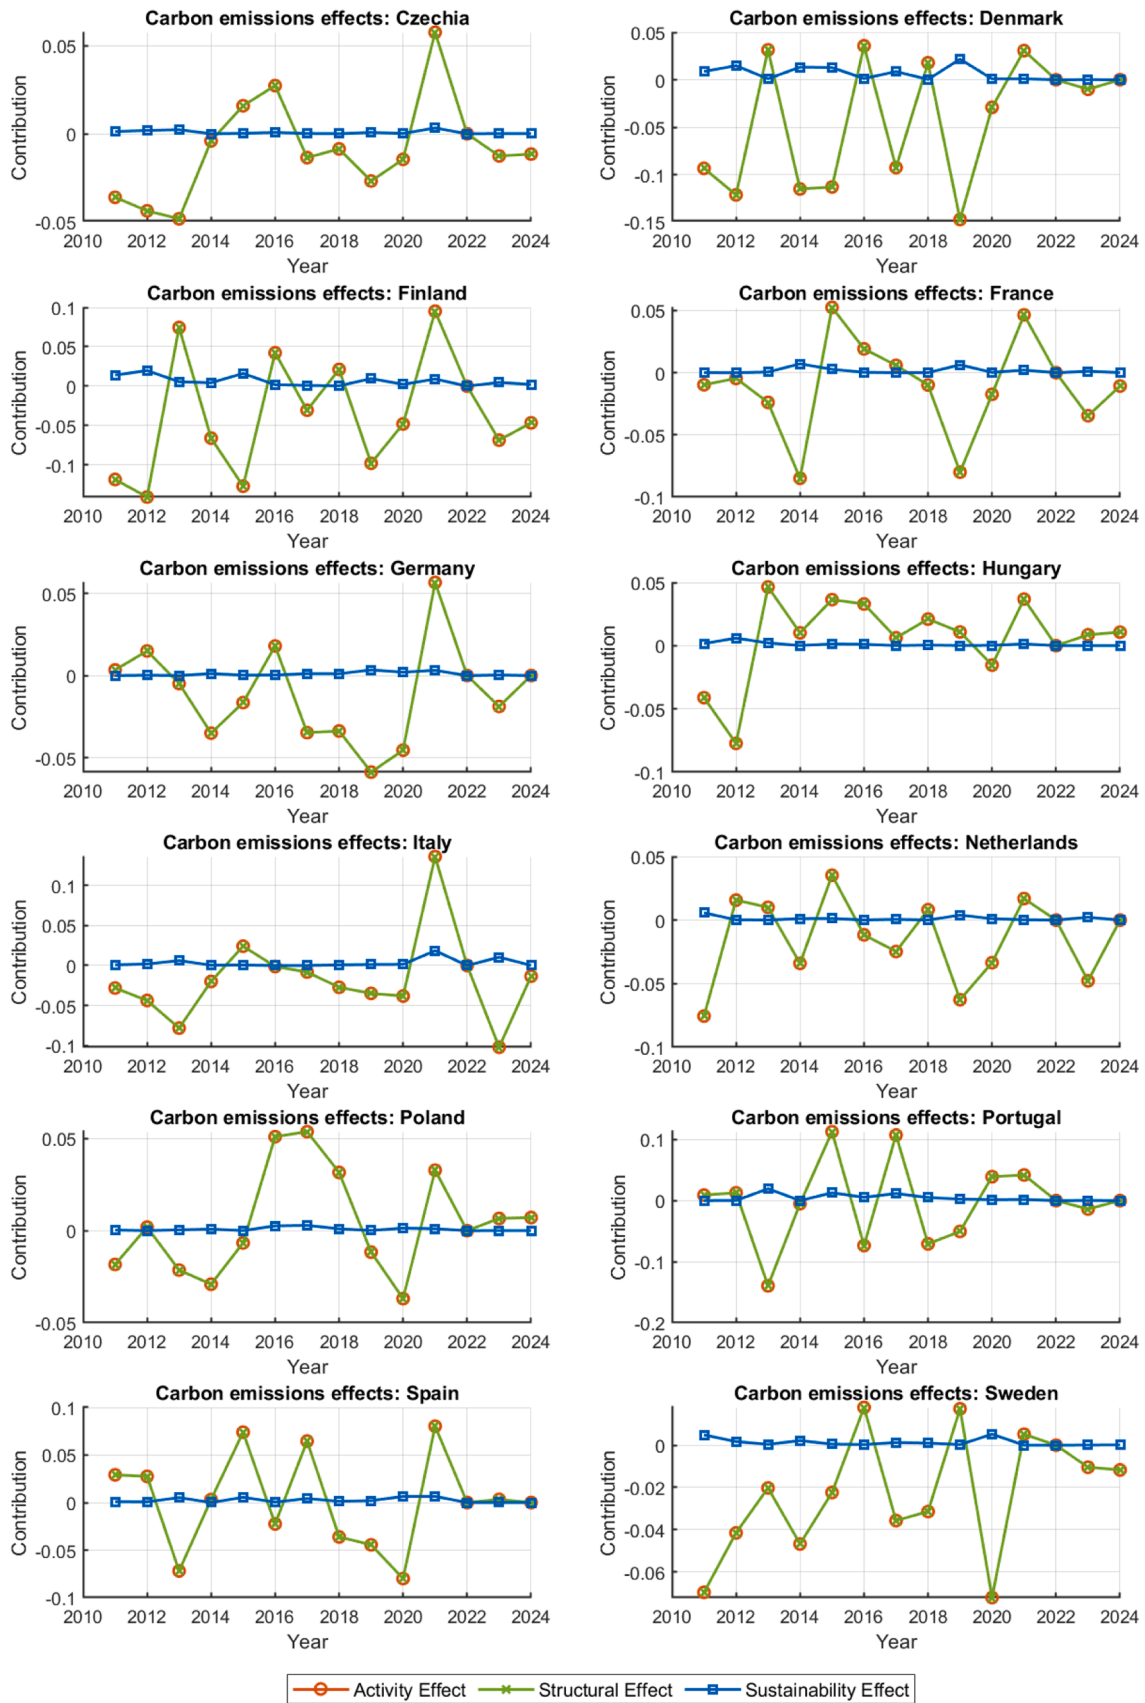 Carbon emissions effects: Czechia
0.05
0
-0.05
Contribution
2010 2012 2014 2016 2018 2020 2022 2024
Year
Carbon emissions effects: Denmark
0.05
0
-0.05
-0.1
-0.15
Contribution
2010 2012 2014 2016 2018 2020 2022 2024
Year
Carbon emissions effects: Finland
0.1
0.05
0
-0.05
-0.1
Contribution
2010 2012 2014 2016 2018 2020 2022 2024
Year
Carbon emissions effects: France
0.05
0
-0.05
-0.1
Contribution
2010 2012 2014 2016 2018 2020 2022 2024
Year
Carbon emissions effects: Germany
0.05
0
-0.05
Contribution
2010 2012 2014 2016 2018 2020 2022 2024
Year
Carbon emissions effects: Hungary
0.05
0
-0.05
-0.1
Contribution
2010 2012 2014 2016 2018 2020 2022 2024
Year
Carbon emissions effects: Italy
0.1
0.05
0
-0.05
-0.1
Contribution
2010 2012 2014 2016 2018 2020 2022 2024
Year
Carbon emissions effects: Netherlands
0.05
0
-0.05
-0.1
Contribution
2010 2012 2014 2016 2018 2020 2022 2024
Year
Carbon emissions effects: Poland
0.05
0
-0.05
Contribution
2010 2012 2014 2016 2018 2020 2022 2024
Year
Carbon emissions effects: Portugal
0.1
0
-0.1
-0.2
Contribution
2010 2012 2014 2016 2018 2020 2022 2024
Year
Carbon emissions effects: Spain
0.1
0.05
0
-0.05
-0.1
Contribution
2010 2012 2014 2016 2018 2020 2022 2024
Year
Carbon emissions effects: Sweden
0
-0.02
-0.04
-0.06
Contribution
2010 2012 2014 2016 2018 2020 2022 2024
Year
Activity Effect Structural Effect Sustainability Effect